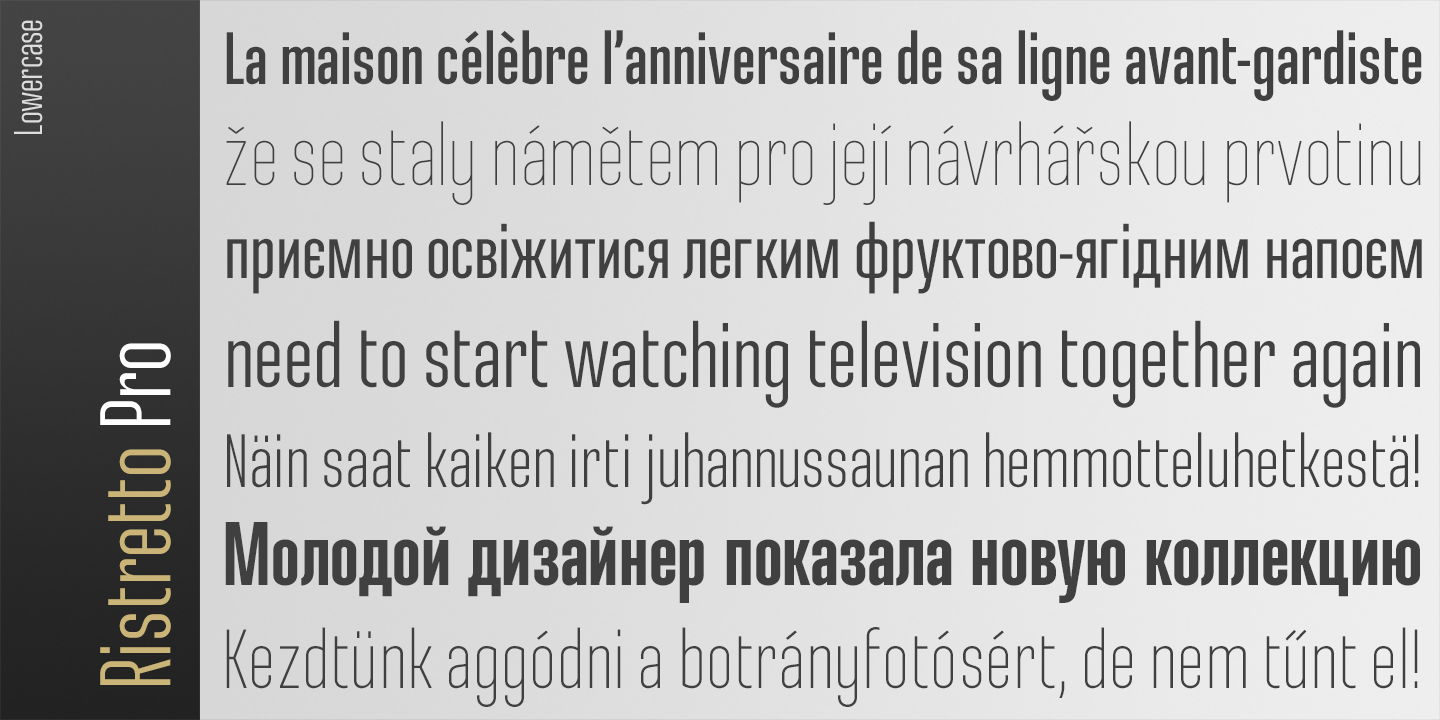 Lowercase
Ristretto Pro
La maison célèbre l’anniversaire de sa ligne avant-gardiste
že se staly námětem pro její návrhářskou prvotinu
приємно освіжитися легким фруктово-ягідним напоєм
need to start watching television together again
Näin saat kaiken irti juhannussaunan hemmotteluhetkestä!
Молодой дизайнер показала новую коллекцию
Kezdtünk aggódni a botrányfotósért, de nem tűnt el!